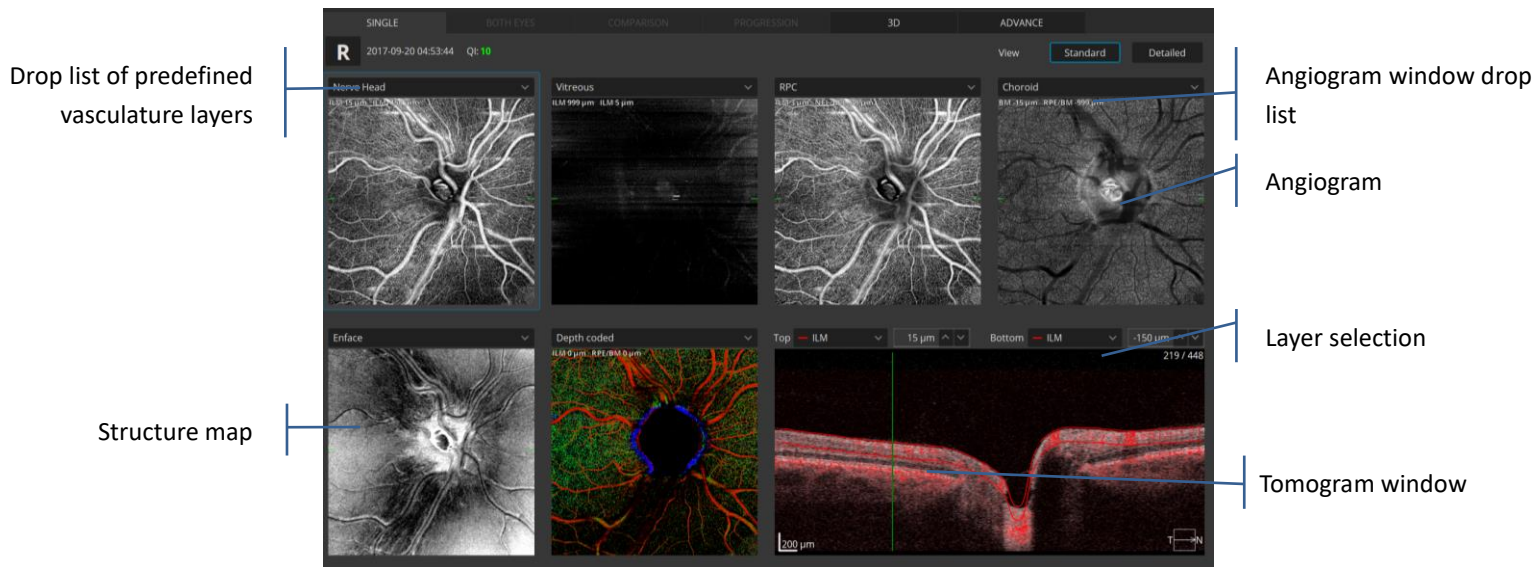 SINGLE
BOTH EYES
COMPARISON
PROGRESSION
3D
ADVANCE
R
2017-09-20 04:53:44 QI: 10
View
Standard
Detailed
Drop list of predefined
vasculature layers
Nerve Head
Vitreous
ILM 999 µm ILM 5 µm
RPC
Choroid
BM -15 µm RPE/BM -999 µm
Angiogram window drop
list
Angiogram
Enface
Depth coded
ILM 0 µm RPE/BM 0 µm
Top
ILM
15 µm
Bottom
ILM
-150 µm
219 / 448
Layer selection
Structure map
Tomogram window
200 µm
T
N